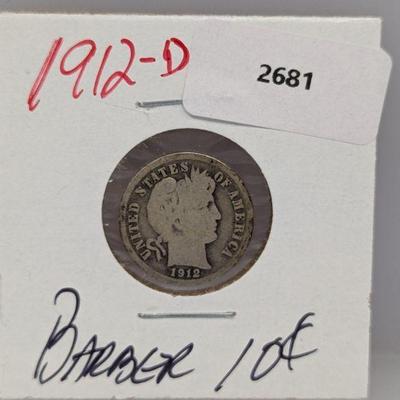 1912-D
2681
UNITED STATES OF AMERICA
1912
BARBER 10¢